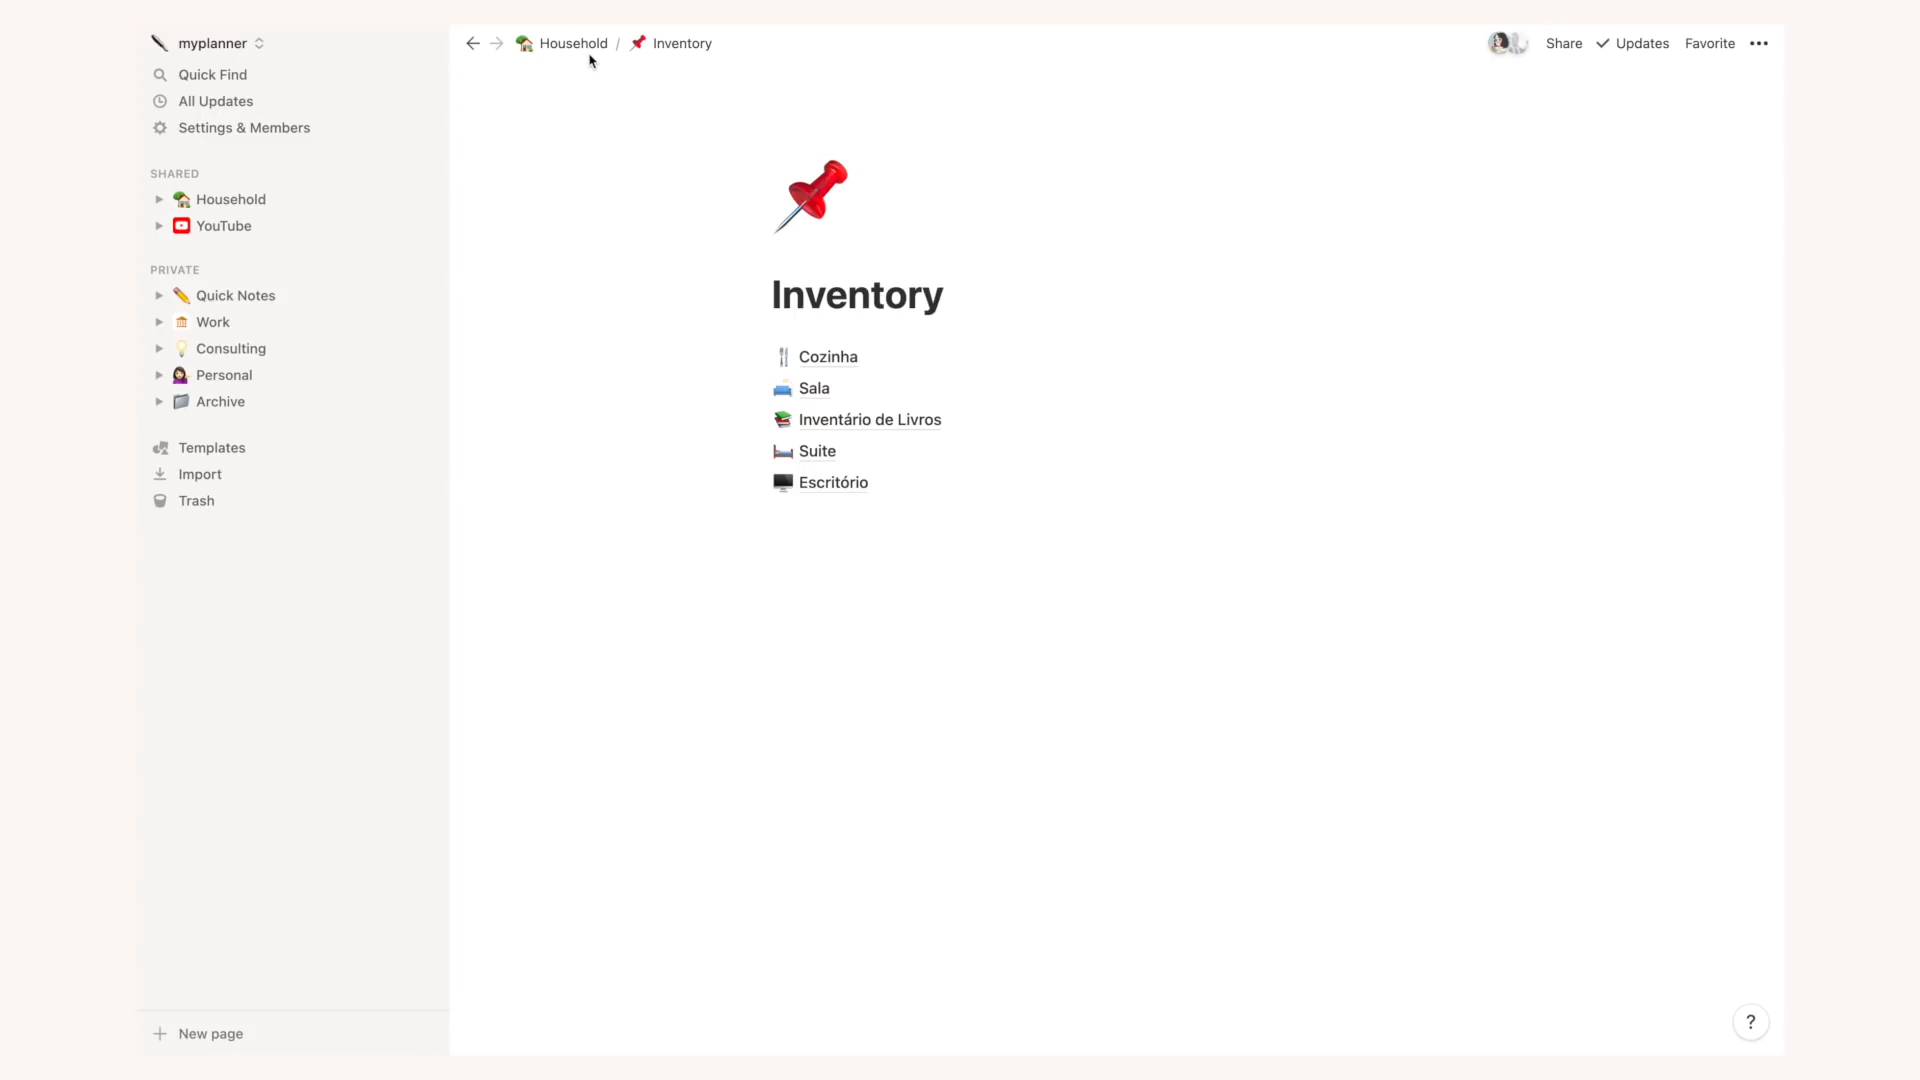 myplanner
Quick Find
All Updates
Settings & Members
SHARED
Household
YouTube
PRIVATE
Quick Notes
Work
Consulting
Personal
Archive
Templates
Import
Trash
New page
Household / Inventory
Share Updates Favorite
Inventory
Cozinha
Sala
Inventário de Livros
Suite
Escritório
?